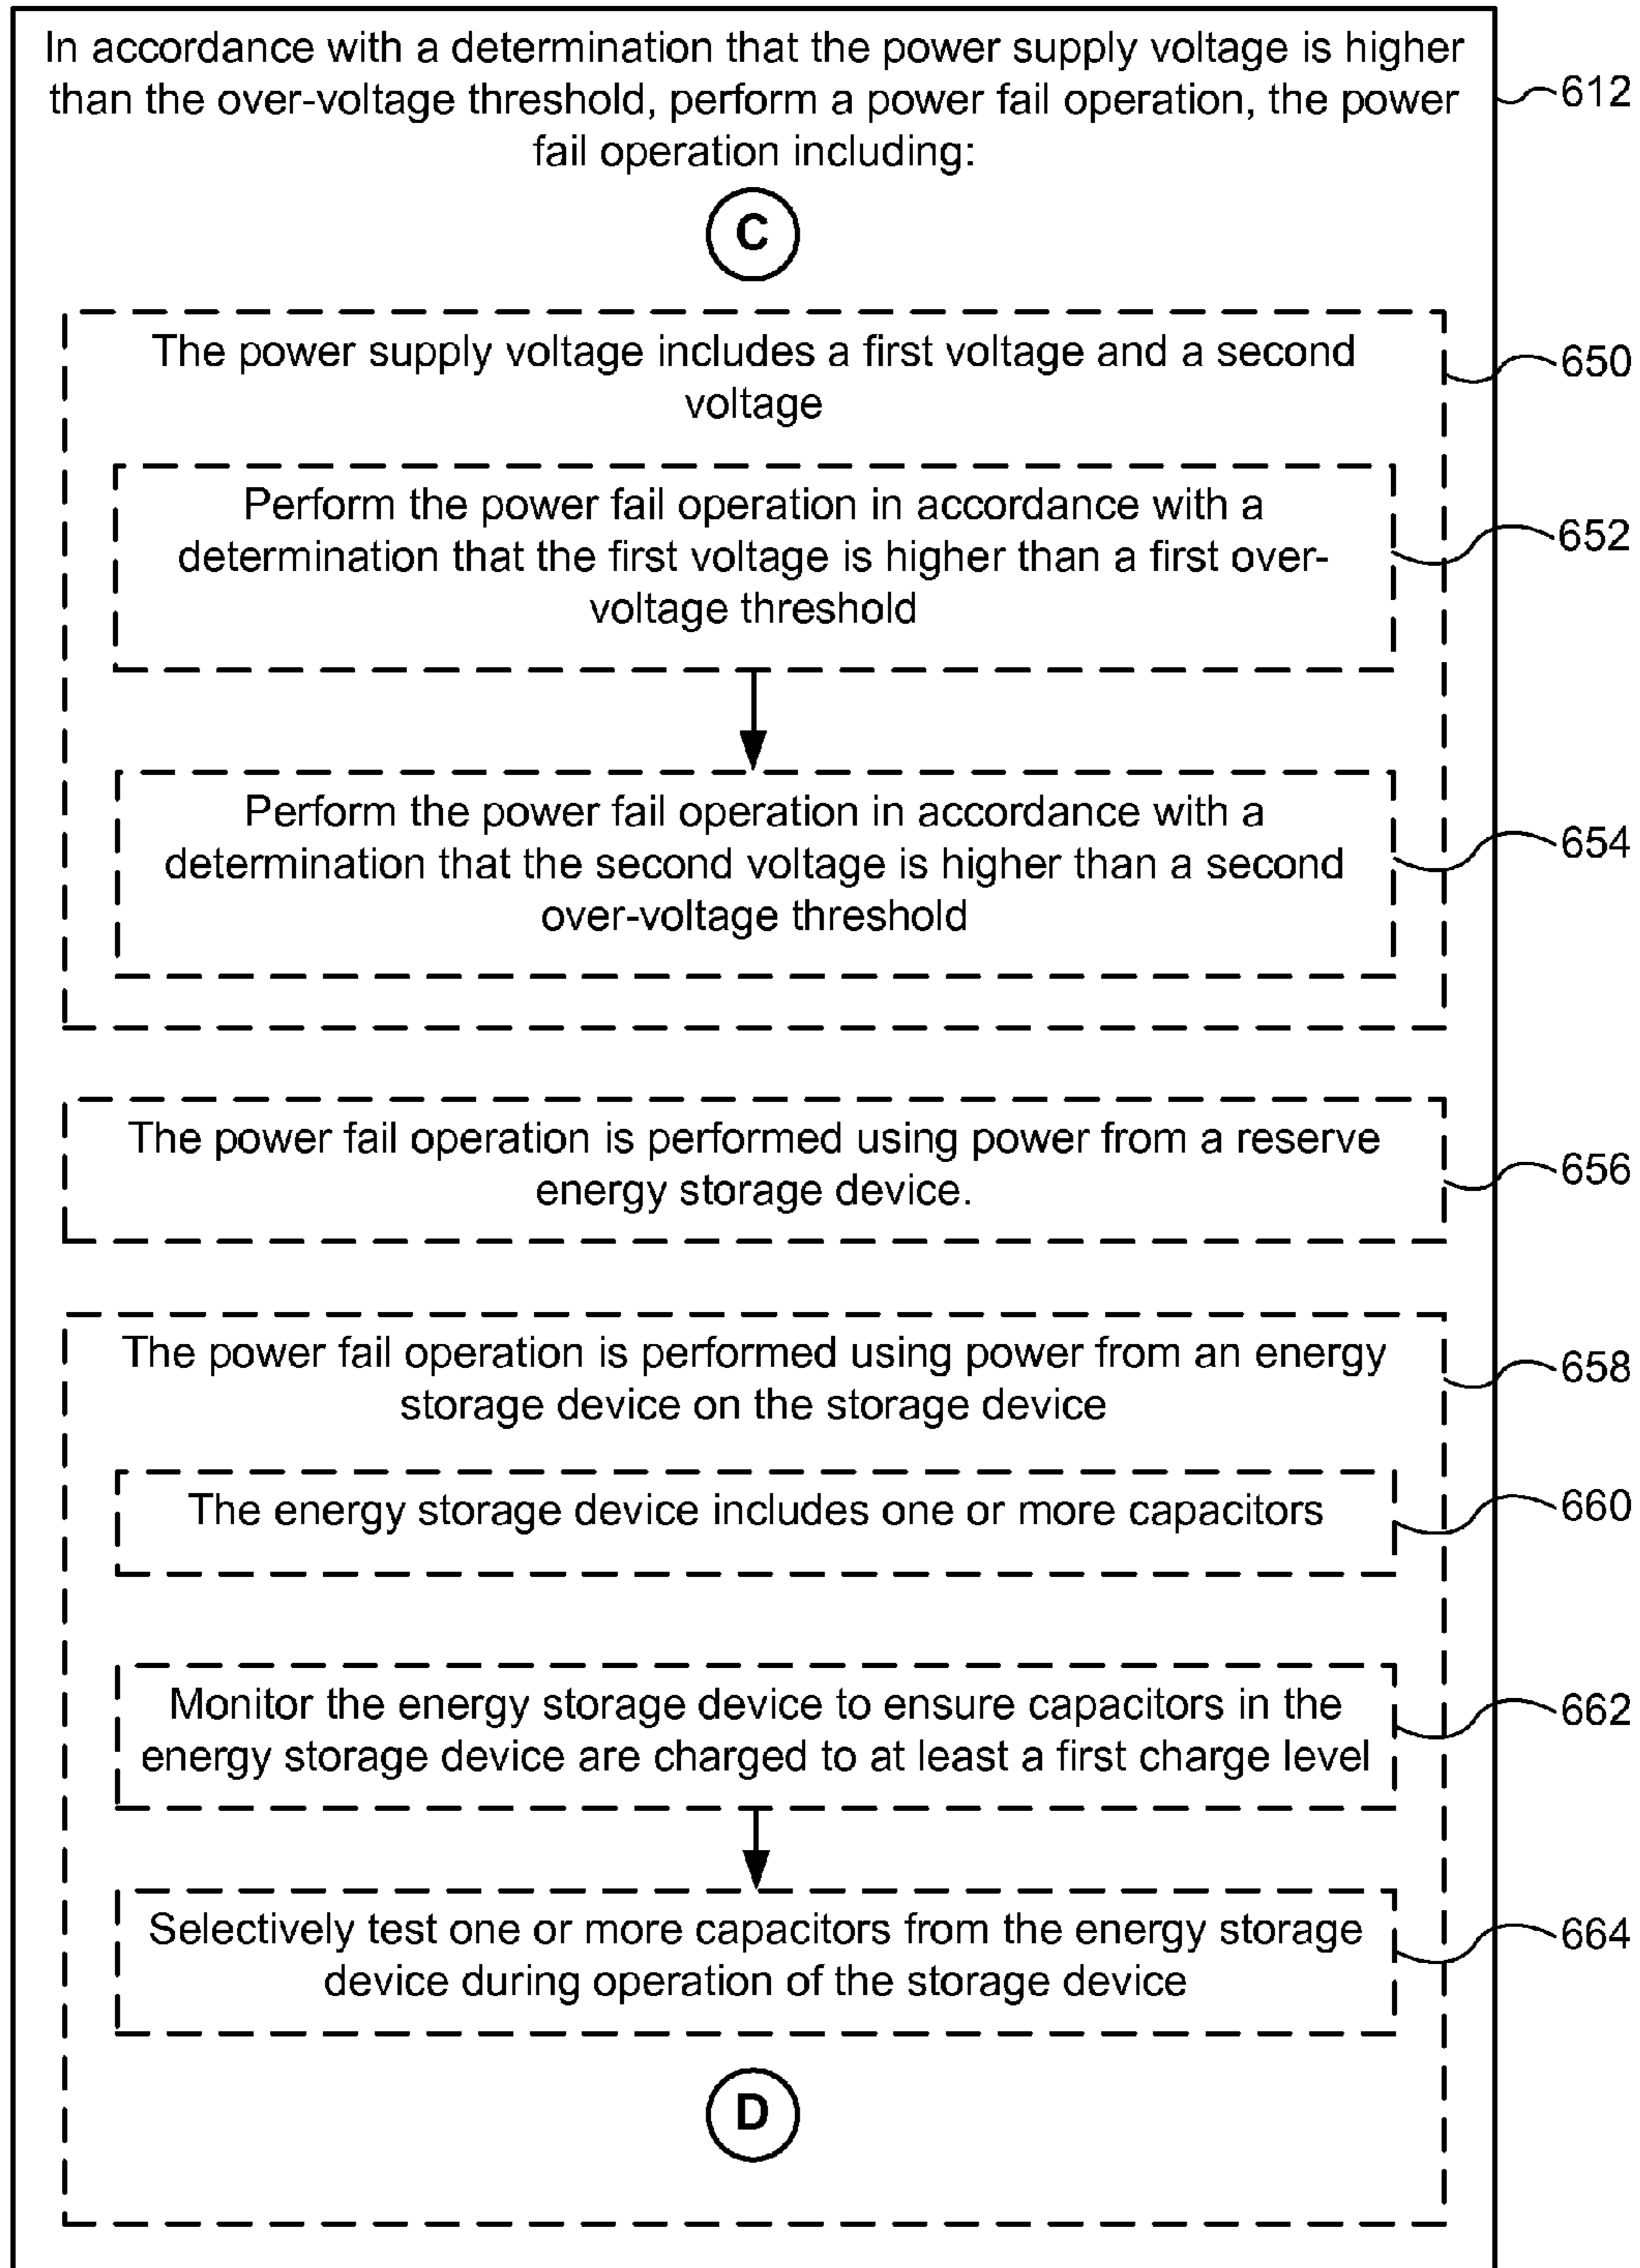 In accordance with a determination that the power supply voltage is higher
than the over-voltage threshold, perform a power fail operation, the power
fail operation including:
612
C
The power supply voltage includes a first voltage and a second
voltage
650
Perform the power fail operation in accordance with a
determination that the first voltage is higher than a first over-
voltage threshold
652
Perform the power fail operation in accordance with a
determination that the second voltage is higher than a second
over-voltage threshold
654
The power fail operation is performed using power from a reserve
energy storage device.
656
The power fail operation is performed using power from an energy
storage device on the storage device
658
The energy storage device includes one or more capacitors
660
Monitor the energy storage device to ensure capacitors in the
energy storage device are charged to at least a first charge level
662
Selectively test one or more capacitors from the energy storage
device during operation of the storage device
664
D